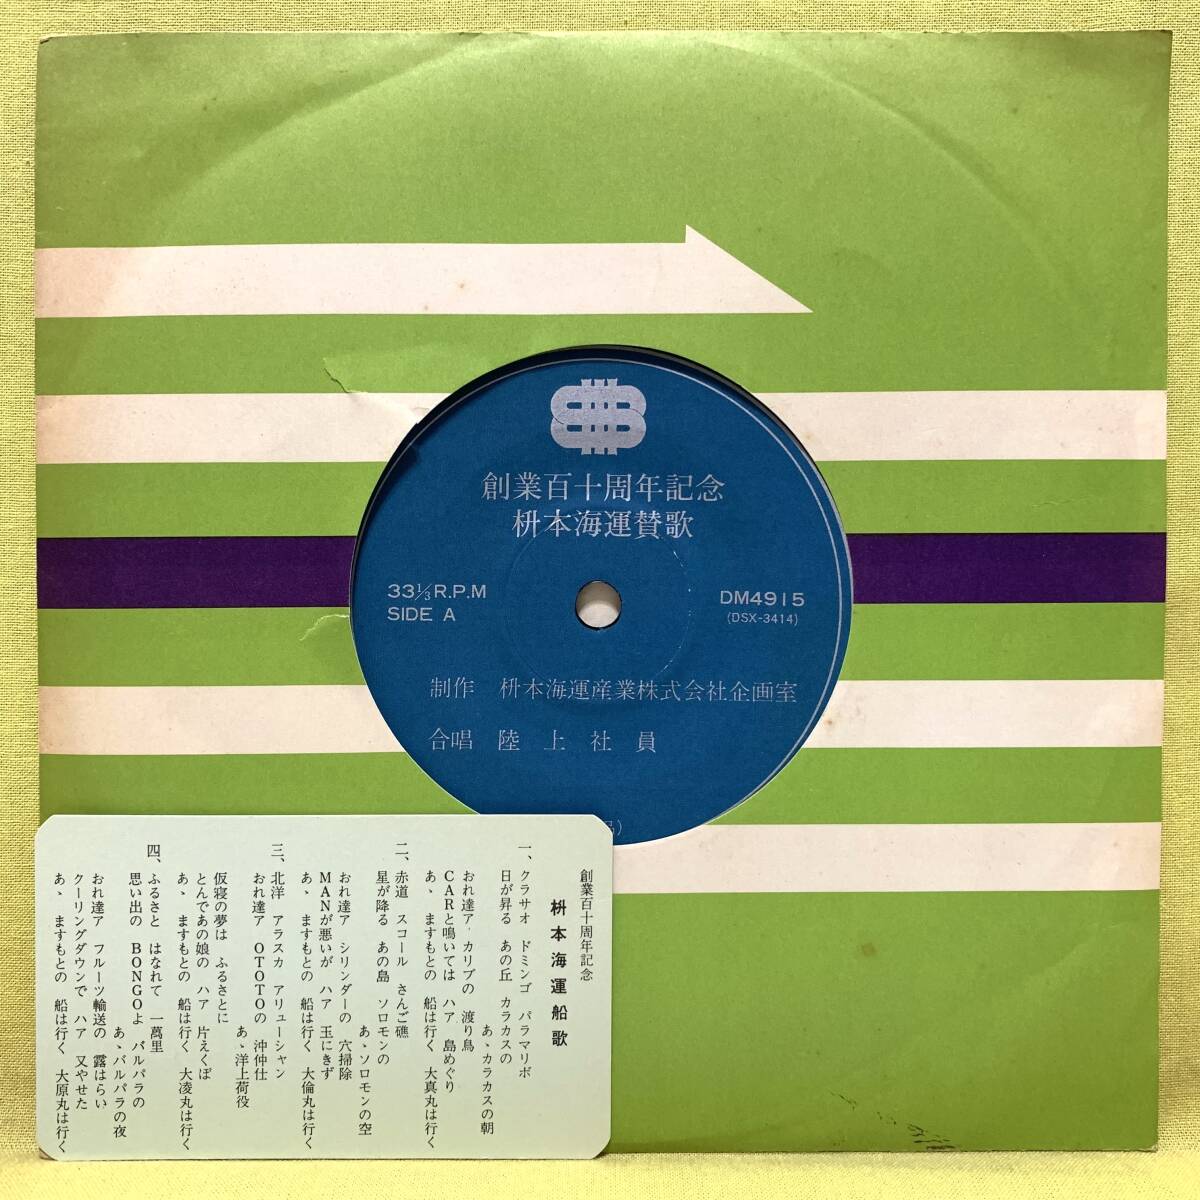 創業百十周年記念
枡本海運賛歌
33⅓R.P.M
SIDE A
DM4915
(DSX-3414)
制作 枡本海運産業株式会社企画室
合唱 陸上社員
創業百十周年記念
枡本海運船歌
一、クラサオ ドミンゴ パラマリボ
日が昇る あの丘 カラカスの
あゝカラカスの朝
おれ達ア カリブの 渡り鳥
CARと鳴いては ハア 島めぐり
あゝ ますもとの 船は行く 大真丸は行く
二、赤道 スコール さんご礁
星が降る あの島 ソロモンの
あゝソロモンの空
おれ達ア シリンダーの 穴掃除
MANが悪いが ハア 玉にきず
あゝ ますもとの 船は行く 大倫丸は行く
三、北洋 アラスカ アリューシャン
おれ達ア OTOTOの 沖仲仕
あゝ洋上荷役
仮寝の夢は ふるさとに
とんであの娘の ハア 片えくぼ
あゝ ますもとの 船は行く 大凌丸は行く
四、ふるさと はなれて 一萬里
思い出の BONGOよ バルパラの
あゝバルパラの夜
おれ達ア フルーツ輸送の 露はらい
クーリングダウンで ハア 又やせた
あゝ ますもとの 船は行く 大原丸は行く